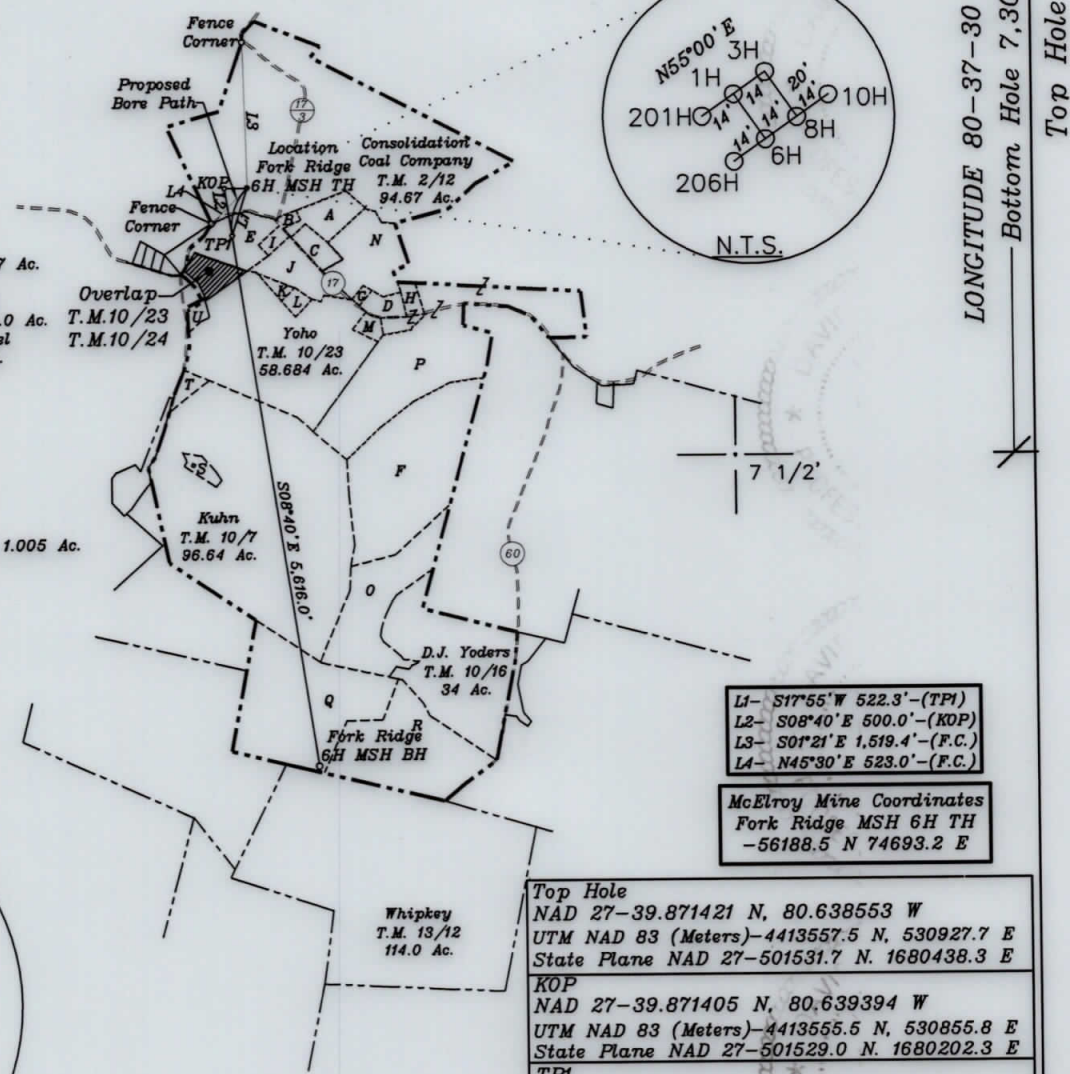 Fence
Corner
Proposed
Bore Path
17
3
L3
Location
Fork Ridge
6H MSH TH
Consolidation
Coal Company
T.M. 2/12
94.67 Ac.
L4
KOP
L2
Fence
Corner
TP1
L1
E
B
A
I
C
N
J
17
K
L
G
D
H
M
Z
Z
Z
7 Ac.
Overlap
T.M.10/23
T.M.10/24
.0 Ac.
el
U
Yoho
T.M. 10/23
58.684 Ac.
P
T
F
S
Kuhn
T.M. 10/7
96.64 Ac.
S08°40' E 5,616.0'
1.005 Ac.
60
O
D.J. Yoders
T.M. 10/16
34 Ac.
Q
R
Fork Ridge
6H MSH BH
Whipkey
T.M. 13/12
114.0 Ac.
N55°00' E
3H
1H
20'
14'
14'
10H
201H
14'
14'
8H
14'
6H
206H
N.T.S.
LONGITUDE 80-37-30
Bottom Hole 7,30
Top Hole
7 1/2'
L1- S17°55'W 522.3'-(TP1)
L2- S08°40'E 500.0'-(KOP)
L3- S01°21'E 1,519.4'-(F.C.)
L4- N45°30'E 523.0'-(F.C.)
McElroy Mine Coordinates
Fork Ridge MSH 6H TH
-56188.5 N 74693.2 E
Top Hole
NAD 27-39.871421 N, 80.638553 W
UTM NAD 83 (Meters)-4413557.5 N, 530927.7 E
State Plane NAD 27-501531.7 N. 1680438.3 E
KOP
NAD 27-39.871405 N, 80.639394 W
UTM NAD 83 (Meters)-4413555.5 N, 530855.8 E
State Plane NAD 27-501529.0 N. 1680202.3 E
TP1